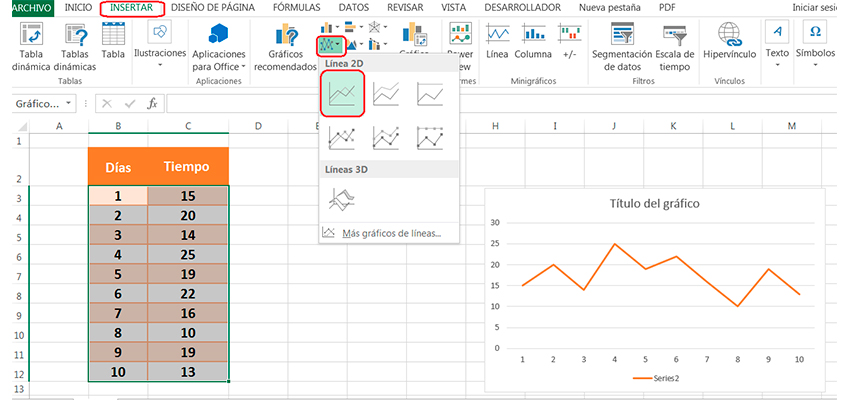 ARCHIVO INICIO INSERTAR DISEÑO DE PÁGINA FÓRMULAS DATOS REVISAR VISTA DESARROLLADOR Nueva pestaña PDF Iniciar sesi
Tabla dinámica
Tablas dinámicas
Tabla
Ilustraciones
Aplicaciones para Office
Gráficos recomendados
Línea
Columna
+/-
Segmentación de datos
Escala de tiempo
Hipervínculo
Texto
Símbolos
Tablas Aplicaciones Minigráficos Filtros Vínculos
Línea 2D
Líneas 3D
Más gráficos de líneas...
Gráfico... fx
A B C D E H I J K L M
1
2 Días Tiempo
3 1 15
4 2 20
5 3 14
6 4 25
7 5 19
8 6 22
9 7 16
10 8 10
11 9 19
12 10 13
13
Título del gráfico
30
25
20
15
10
5
0
1 2 3 4 5 6 7 8 9 10
Series2